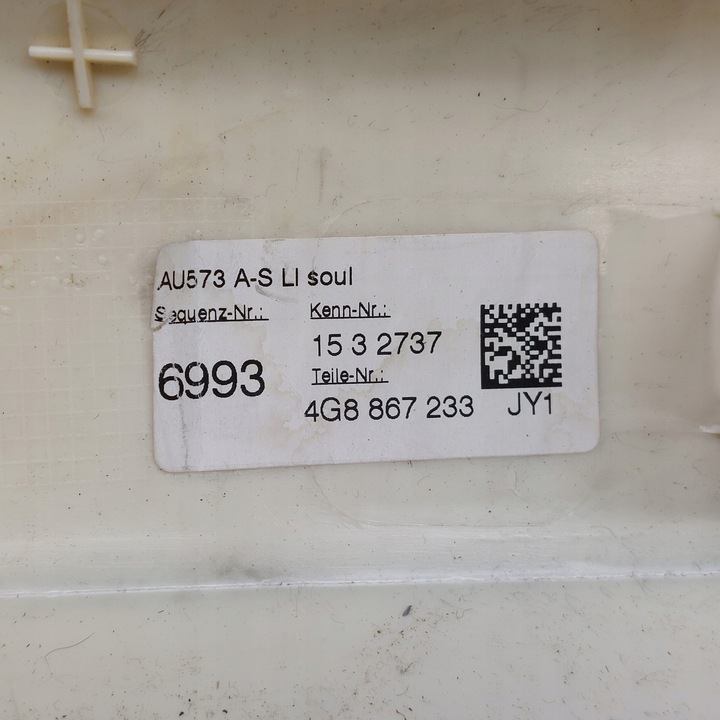 AU573 A-S LI soul
Sequenz-Nr.: Kenn-Nr.:
15 3 2737
6993 Teile-Nr.:
4G8 867 233 JY1